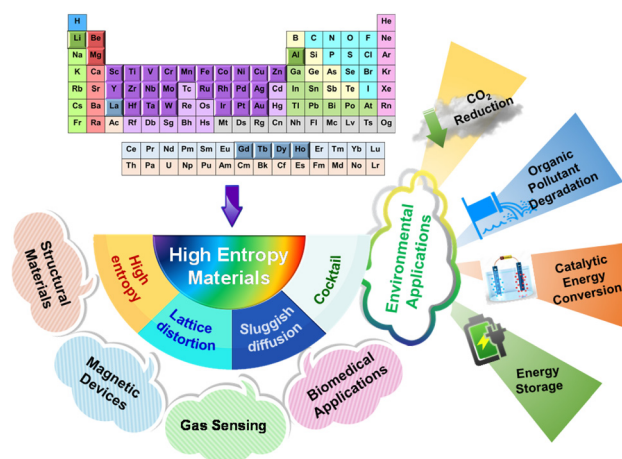 H He
Li Be B C N O F Ne
Na Mg Al Si P S Cl Ar
K Ca Sc Ti V Cr Mn Fe Co Ni Cu Zn Ga Ge As Se Br Kr
Rb Sr Y Zr Nb Mo Tc Ru Rh Pd Ag Cd In Sn Sb Te I Xe
Cs Ba La Hf Ta W Re Os Ir Pt Au Hg Tl Pb Bi Po At Rn
Fr Ra Ac Rf Db Sg Bh Hs Mt Ds Rg Cn Nh Fl Mc Lv Ts Og
Ce Pr Nd Pm Sm Eu Gd Tb Dy Ho Er Tm Yb Lu
Th Pa U Np Pu Am Cm Bk Cf Es Fm Md No Lr
High Entropy
Materials
High
entropy
Lattice
distortion
Sluggish
diffusion
Cocktail
Structural
Materials
Magnetic
Devices
Gas Sensing
Biomedical
Applications
Environmental
Applications
CO2
Reduction
Organic
Pollutant
Degradation
Catalytic
Energy
Conversion
Energy
Storage